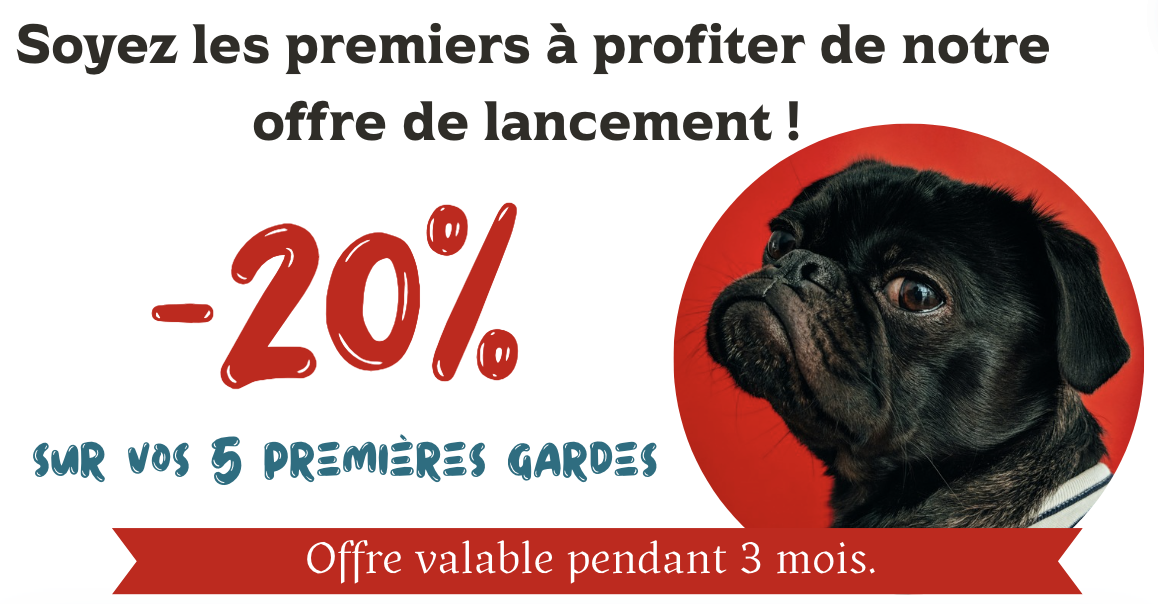 Soyez les premiers à profiter de notre
offre de lancement !
-20%
SUR VOS 5 PREMIÈRES GARDES
Offre valable pendant 3 mois.